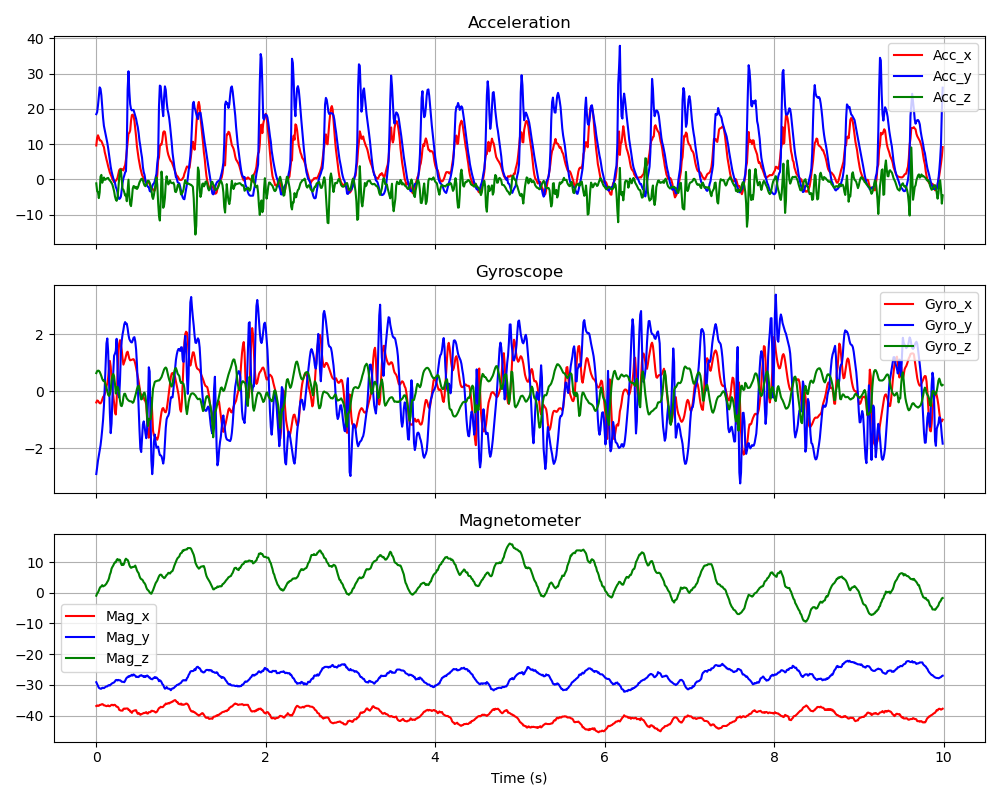 Acceleration
40
30
20
10
0
−10
Acc_x
Acc_y
Acc_z
Gyroscope
2
0
−2
Gyro_x
Gyro_y
Gyro_z
Magnetometer
10
0
−10
−20
−30
−40
Mag_x
Mag_y
Mag_z
0 2 4 6 8 10
Time (s)